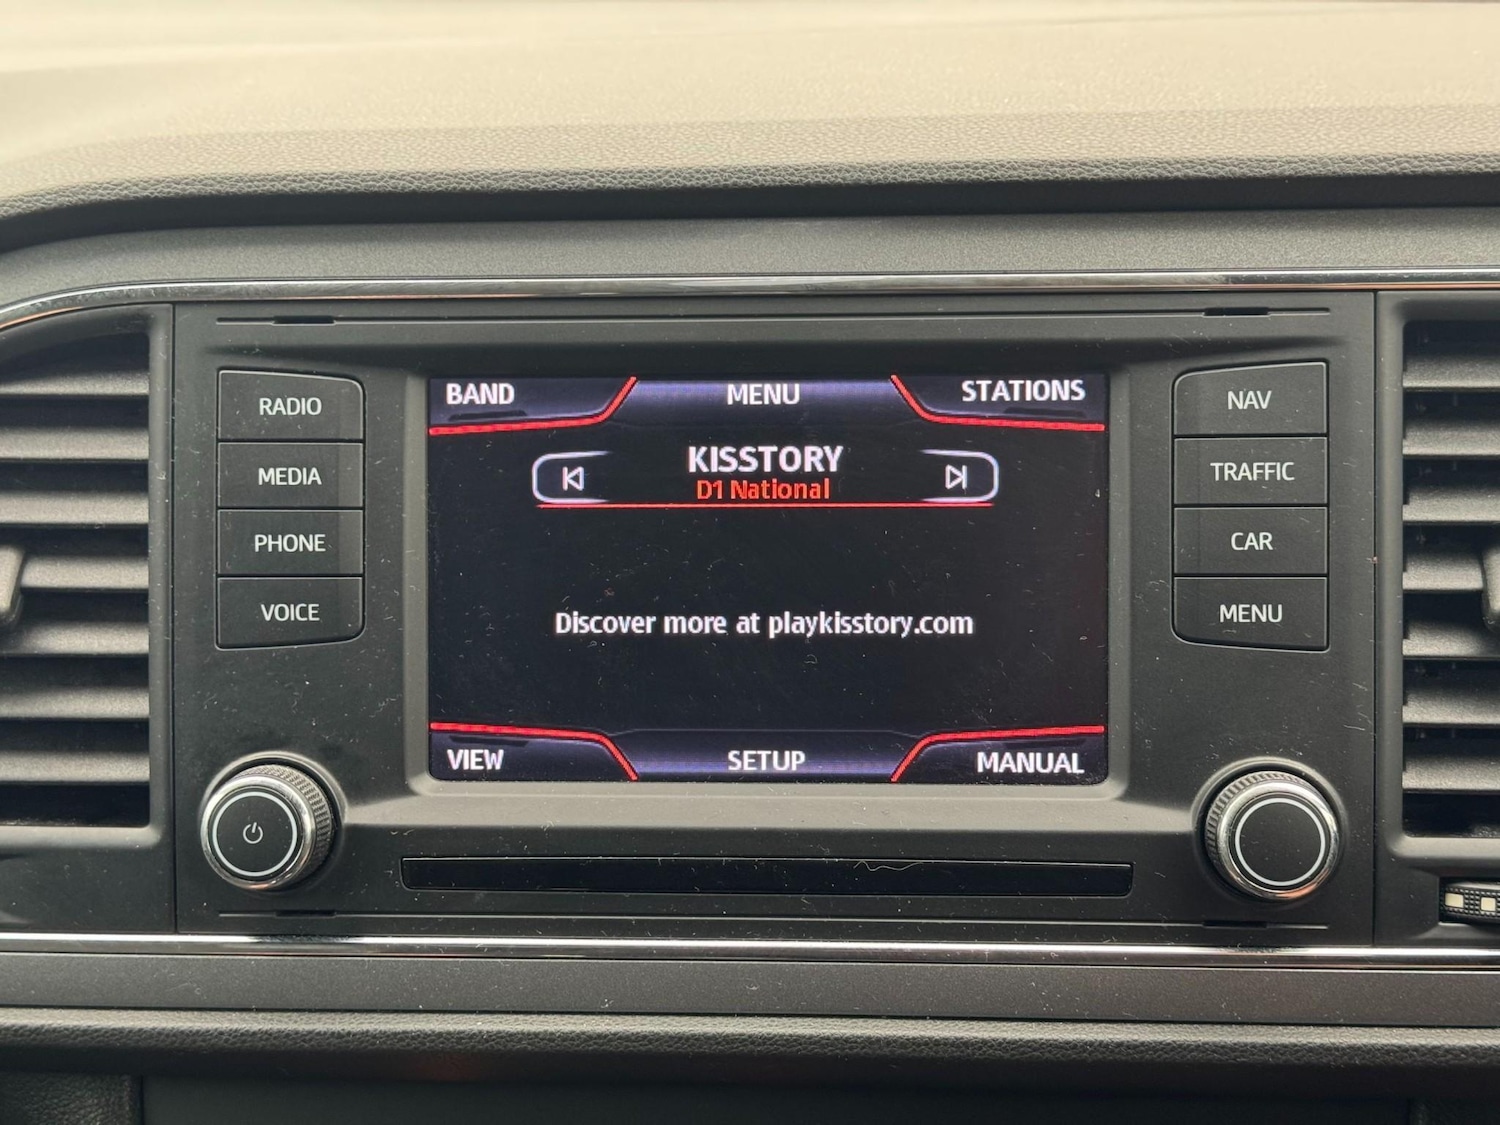 RADIO
MEDIA
PHONE
VOICE
BAND MENU STATIONS
KISSTORY
D1 National
Discover more at playkisstory.com
VIEW SETUP MANUAL
NAV
TRAFFIC
CAR
MENU